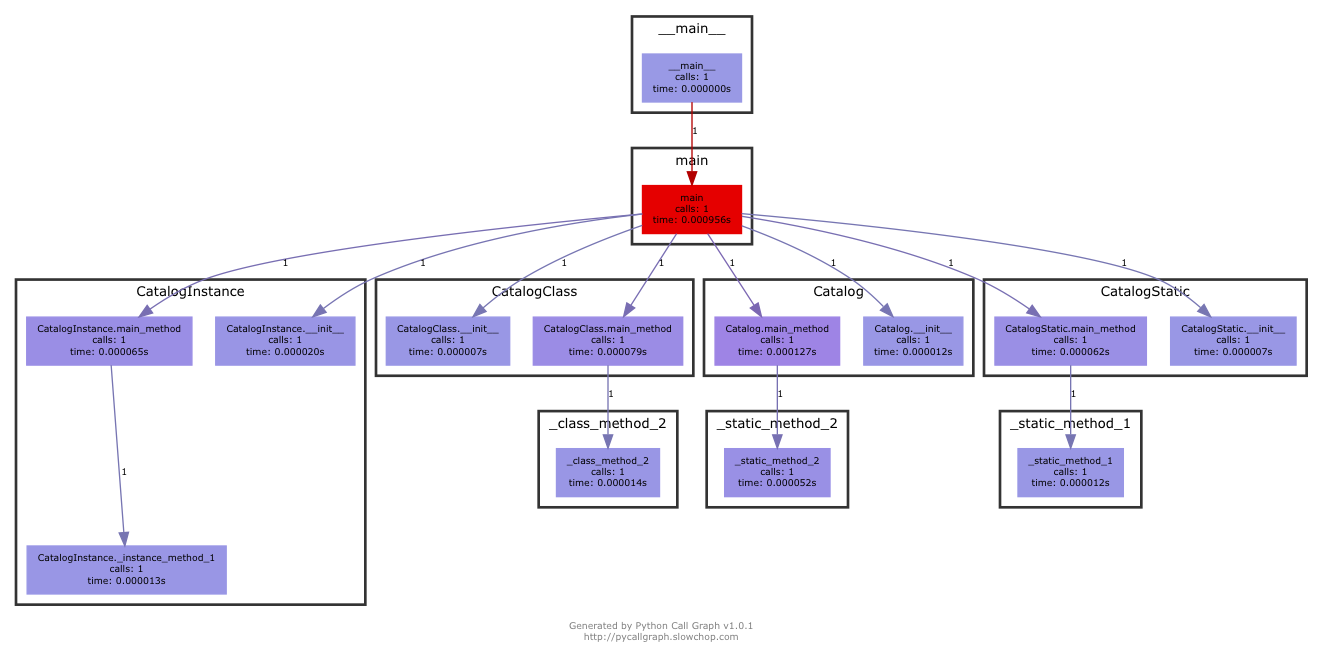 __main__
__main__
calls: 1
time: 0.000000s
1
main
main
calls: 1
time: 0.000956s
1
1
1
1
1
1
1
1
CatalogInstance
CatalogInstance.main_method
calls: 1
time: 0.000065s
CatalogInstance.__init__
calls: 1
time: 0.000020s
1
CatalogInstance._instance_method_1
calls: 1
time: 0.000013s
CatalogClass
CatalogClass.__init__
calls: 1
time: 0.000007s
CatalogClass.main_method
calls: 1
time: 0.000079s
1
_class_method_2
_class_method_2
calls: 1
time: 0.000014s
Catalog
Catalog.main_method
calls: 1
time: 0.000127s
Catalog.__init__
calls: 1
time: 0.000012s
1
_static_method_2
_static_method_2
calls: 1
time: 0.000052s
CatalogStatic
CatalogStatic.main_method
calls: 1
time: 0.000062s
CatalogStatic.__init__
calls: 1
time: 0.000007s
1
_static_method_1
_static_method_1
calls: 1
time: 0.000012s
Generated by Python Call Graph v1.0.1
http://pycallgraph.slowchop.com